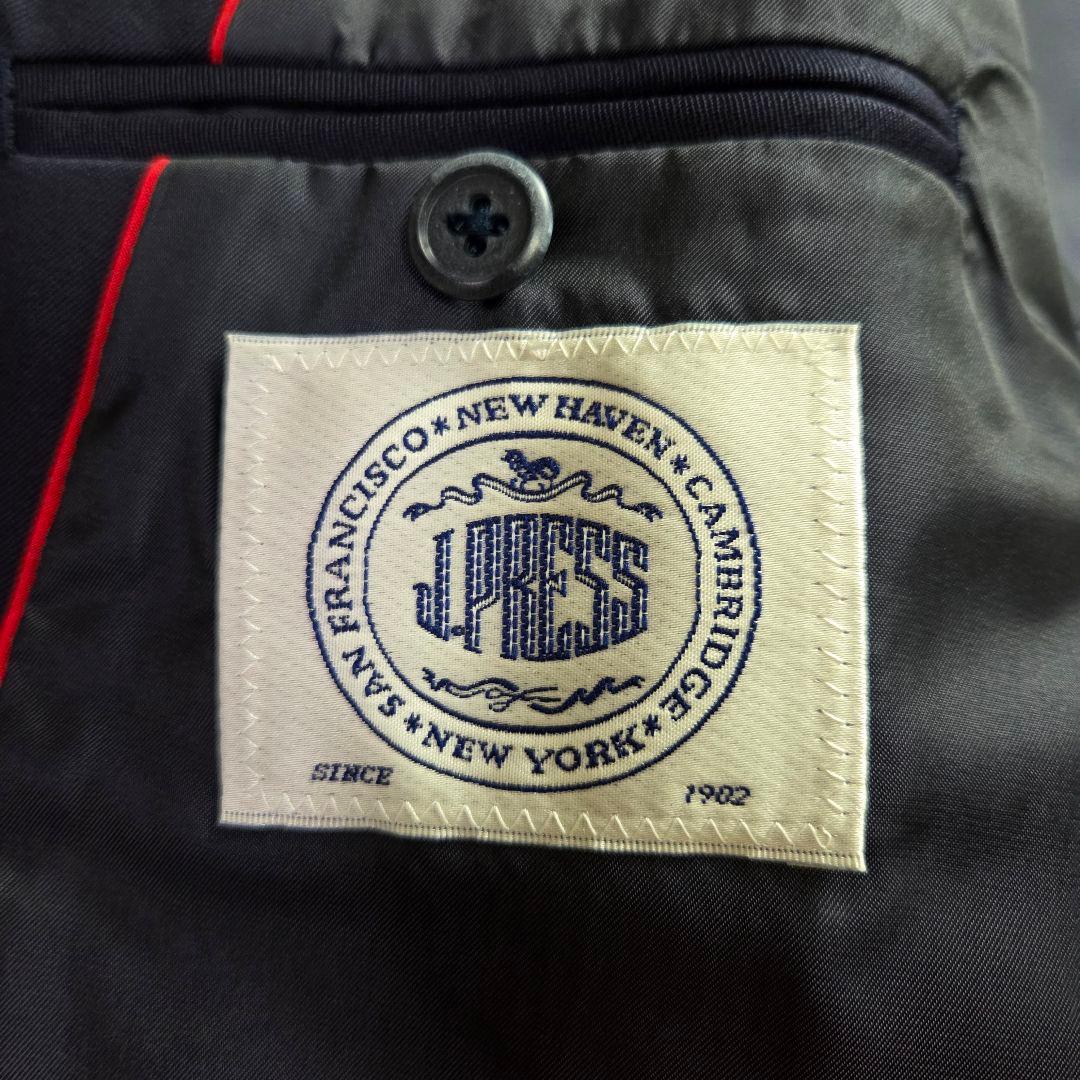 *NEW HAVEN*CAMBRIDGE*NEW YORK*SAN FRANCISCO
J.PRESS
SINCE 1902